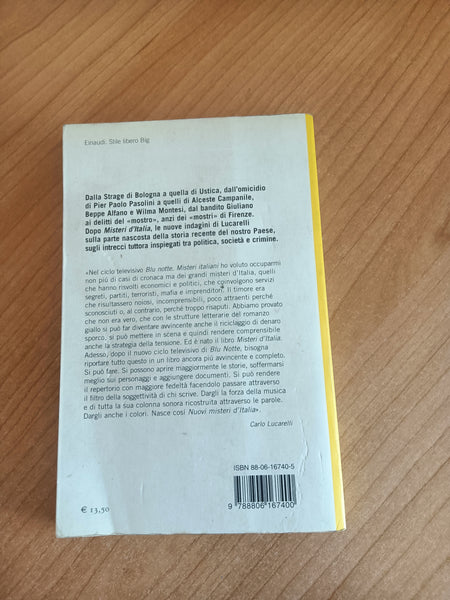 Einaudi. Stile libero Big
Dalla Strage di Bologna a quella di Ustica, dall'omicidio
di Pier Paolo Pasolini a quelli di Alceste Campanile,
Beppe Alfano e Wilma Montesi, dal bandito Giuliano
ai delitti del «mostro», anzi dei «mostri» di Firenze.
Dopo Misteri d'Italia, le nuove indagini di Lucarelli
sulla parte nascosta della storia recente del nostro Paese,
sugli intrecci tuttora inspiegati tra politica, società e crimine.
«Nel ciclo televisivo Blu notte. Misteri italiani ho voluto occuparmi
non più di casi di cronaca ma dei grandi misteri d'Italia, quelli
che hanno risvolti economici e politici, che coinvolgono servizi
segreti, partiti, terroristi, mafia e imprenditori. Il timore era
che risultassero noiosi, incomprensibili, poco attraenti perché
sconosciuti o, al contrario, perché troppo risaputi. Abbiamo provato
che non era vero, che con le strutture letterarie del romanzo
giallo si può far diventare avvincente anche il riciclaggio di denaro
sporco, si può mettere in scena e quindi rendere comprensibile
anche la strategia della tensione. Ed è nato il libro Misteri d'Italia.
Adesso, dopo il nuovo ciclo televisivo di Blu Notte, bisogna
riportare tutto questo in un libro ancora più avvincente e completo.
Si può fare. Si possono aprire maggiormente le storie, soffermarsi
meglio sui personaggi e aggiungere documenti. Si può rendere
il repertorio con maggiore fedeltà facendolo passare attraverso
il filtro della soggettività di chi scrive. Dargli la forza della musica
e di tutta la sua colonna sonora ricostruita attraverso le parole.
Dargli anche i colori. Nasce così Nuovi misteri d'Italia».
Carlo Lucarelli
ISBN 88-06-16740-5
€ 13,50
9 788806 167400